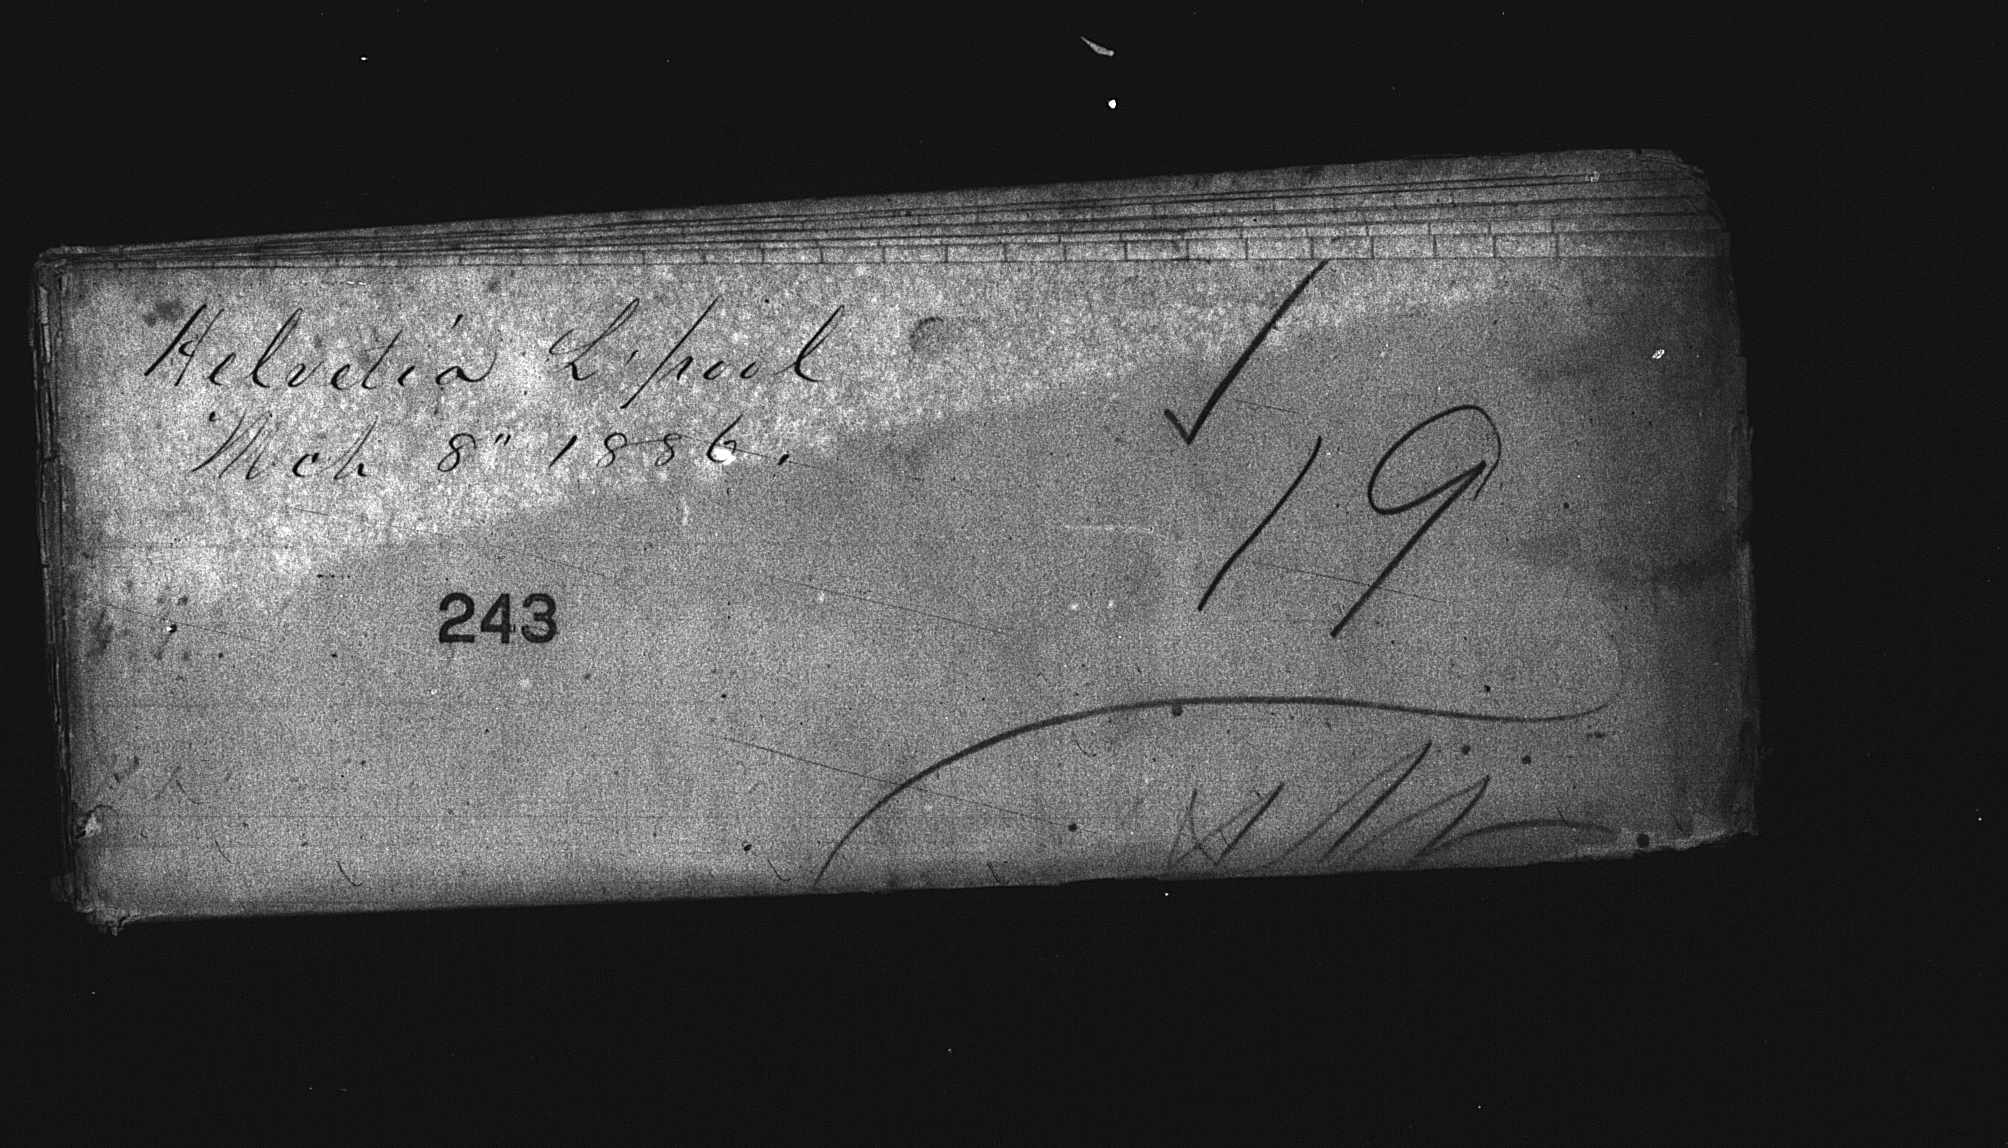 Helvetia L'pool
Mch 8" 1886.
19
243